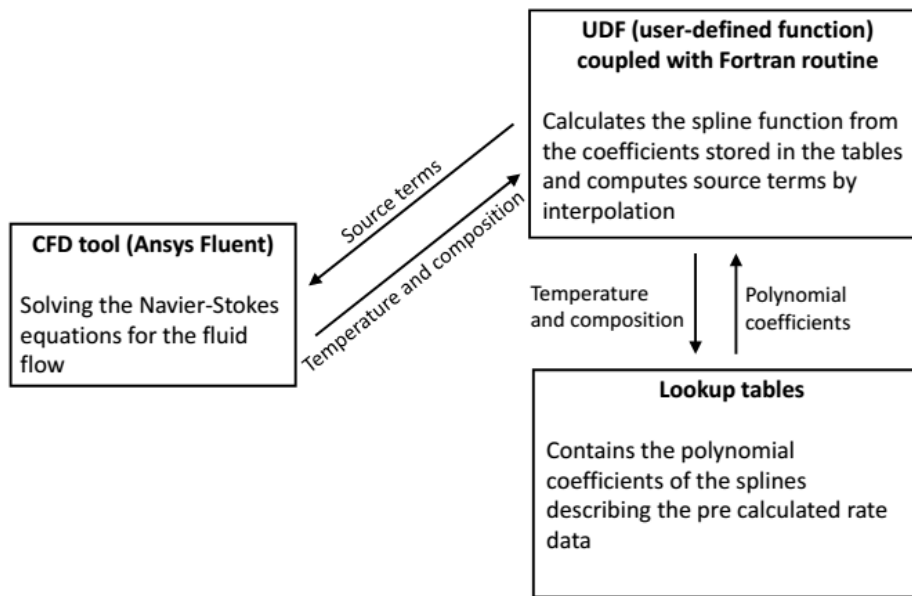 UDF (user-defined function)
coupled with Fortran routine
Calculates the spline function from
the coefficients stored in the tables
and computes source terms by
interpolation
Source terms
Temperature and composition
CFD tool (Ansys Fluent)
Solving the Navier-Stokes
equations for the fluid
flow
Temperature
and composition
Polynomial
coefficients
Lookup tables
Contains the polynomial
coefficients of the splines
describing the pre calculated rate
data